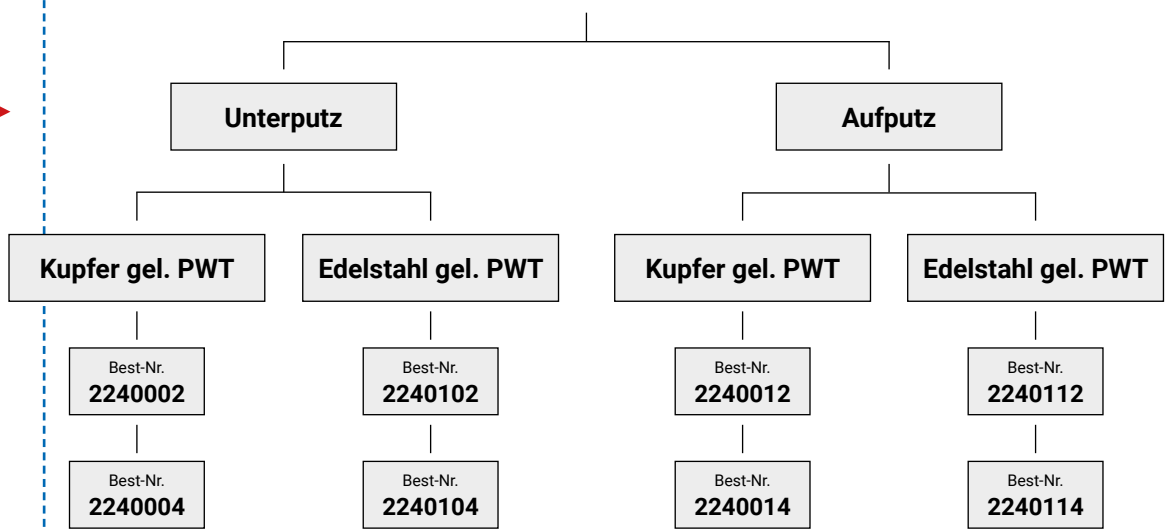 Unterputz
Aufputz
Kupfer gel. PWT
Edelstahl gel. PWT
Kupfer gel. PWT
Edelstahl gel. PWT
Best-Nr.
2240002
Best-Nr.
2240102
Best-Nr.
2240012
Best-Nr.
2240112
Best-Nr.
2240004
Best-Nr.
2240104
Best-Nr.
2240014
Best-Nr.
2240114